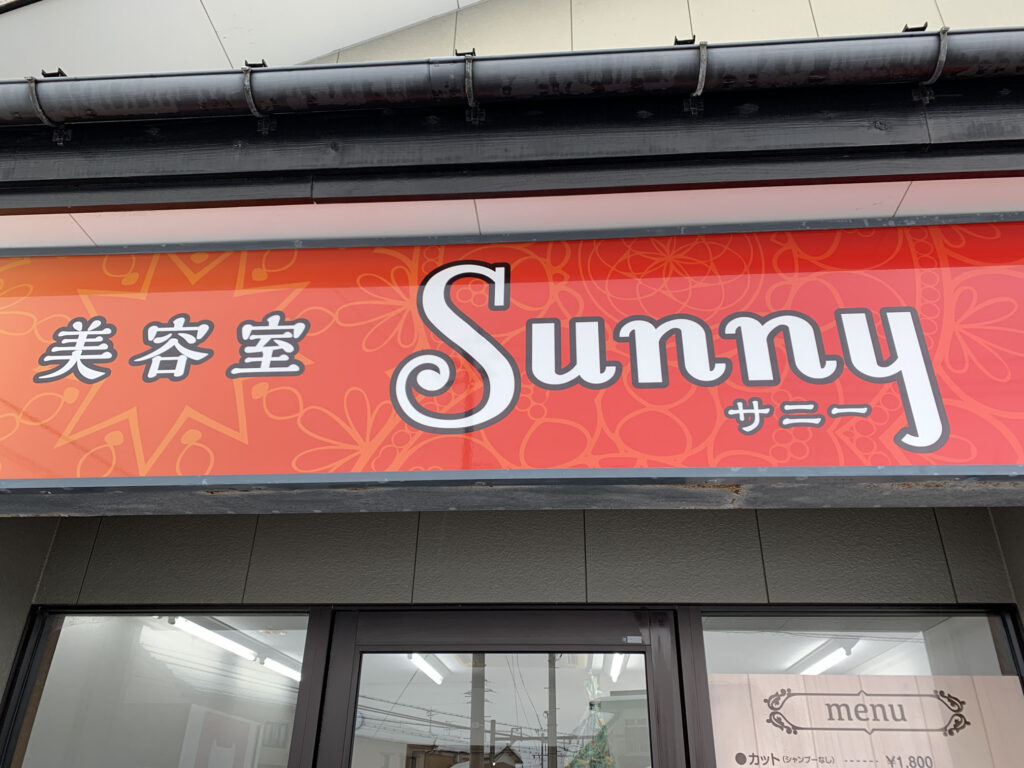 美容室 Sunny
サニー
menu
●カット(シャンプーなし) ------ ¥1,800